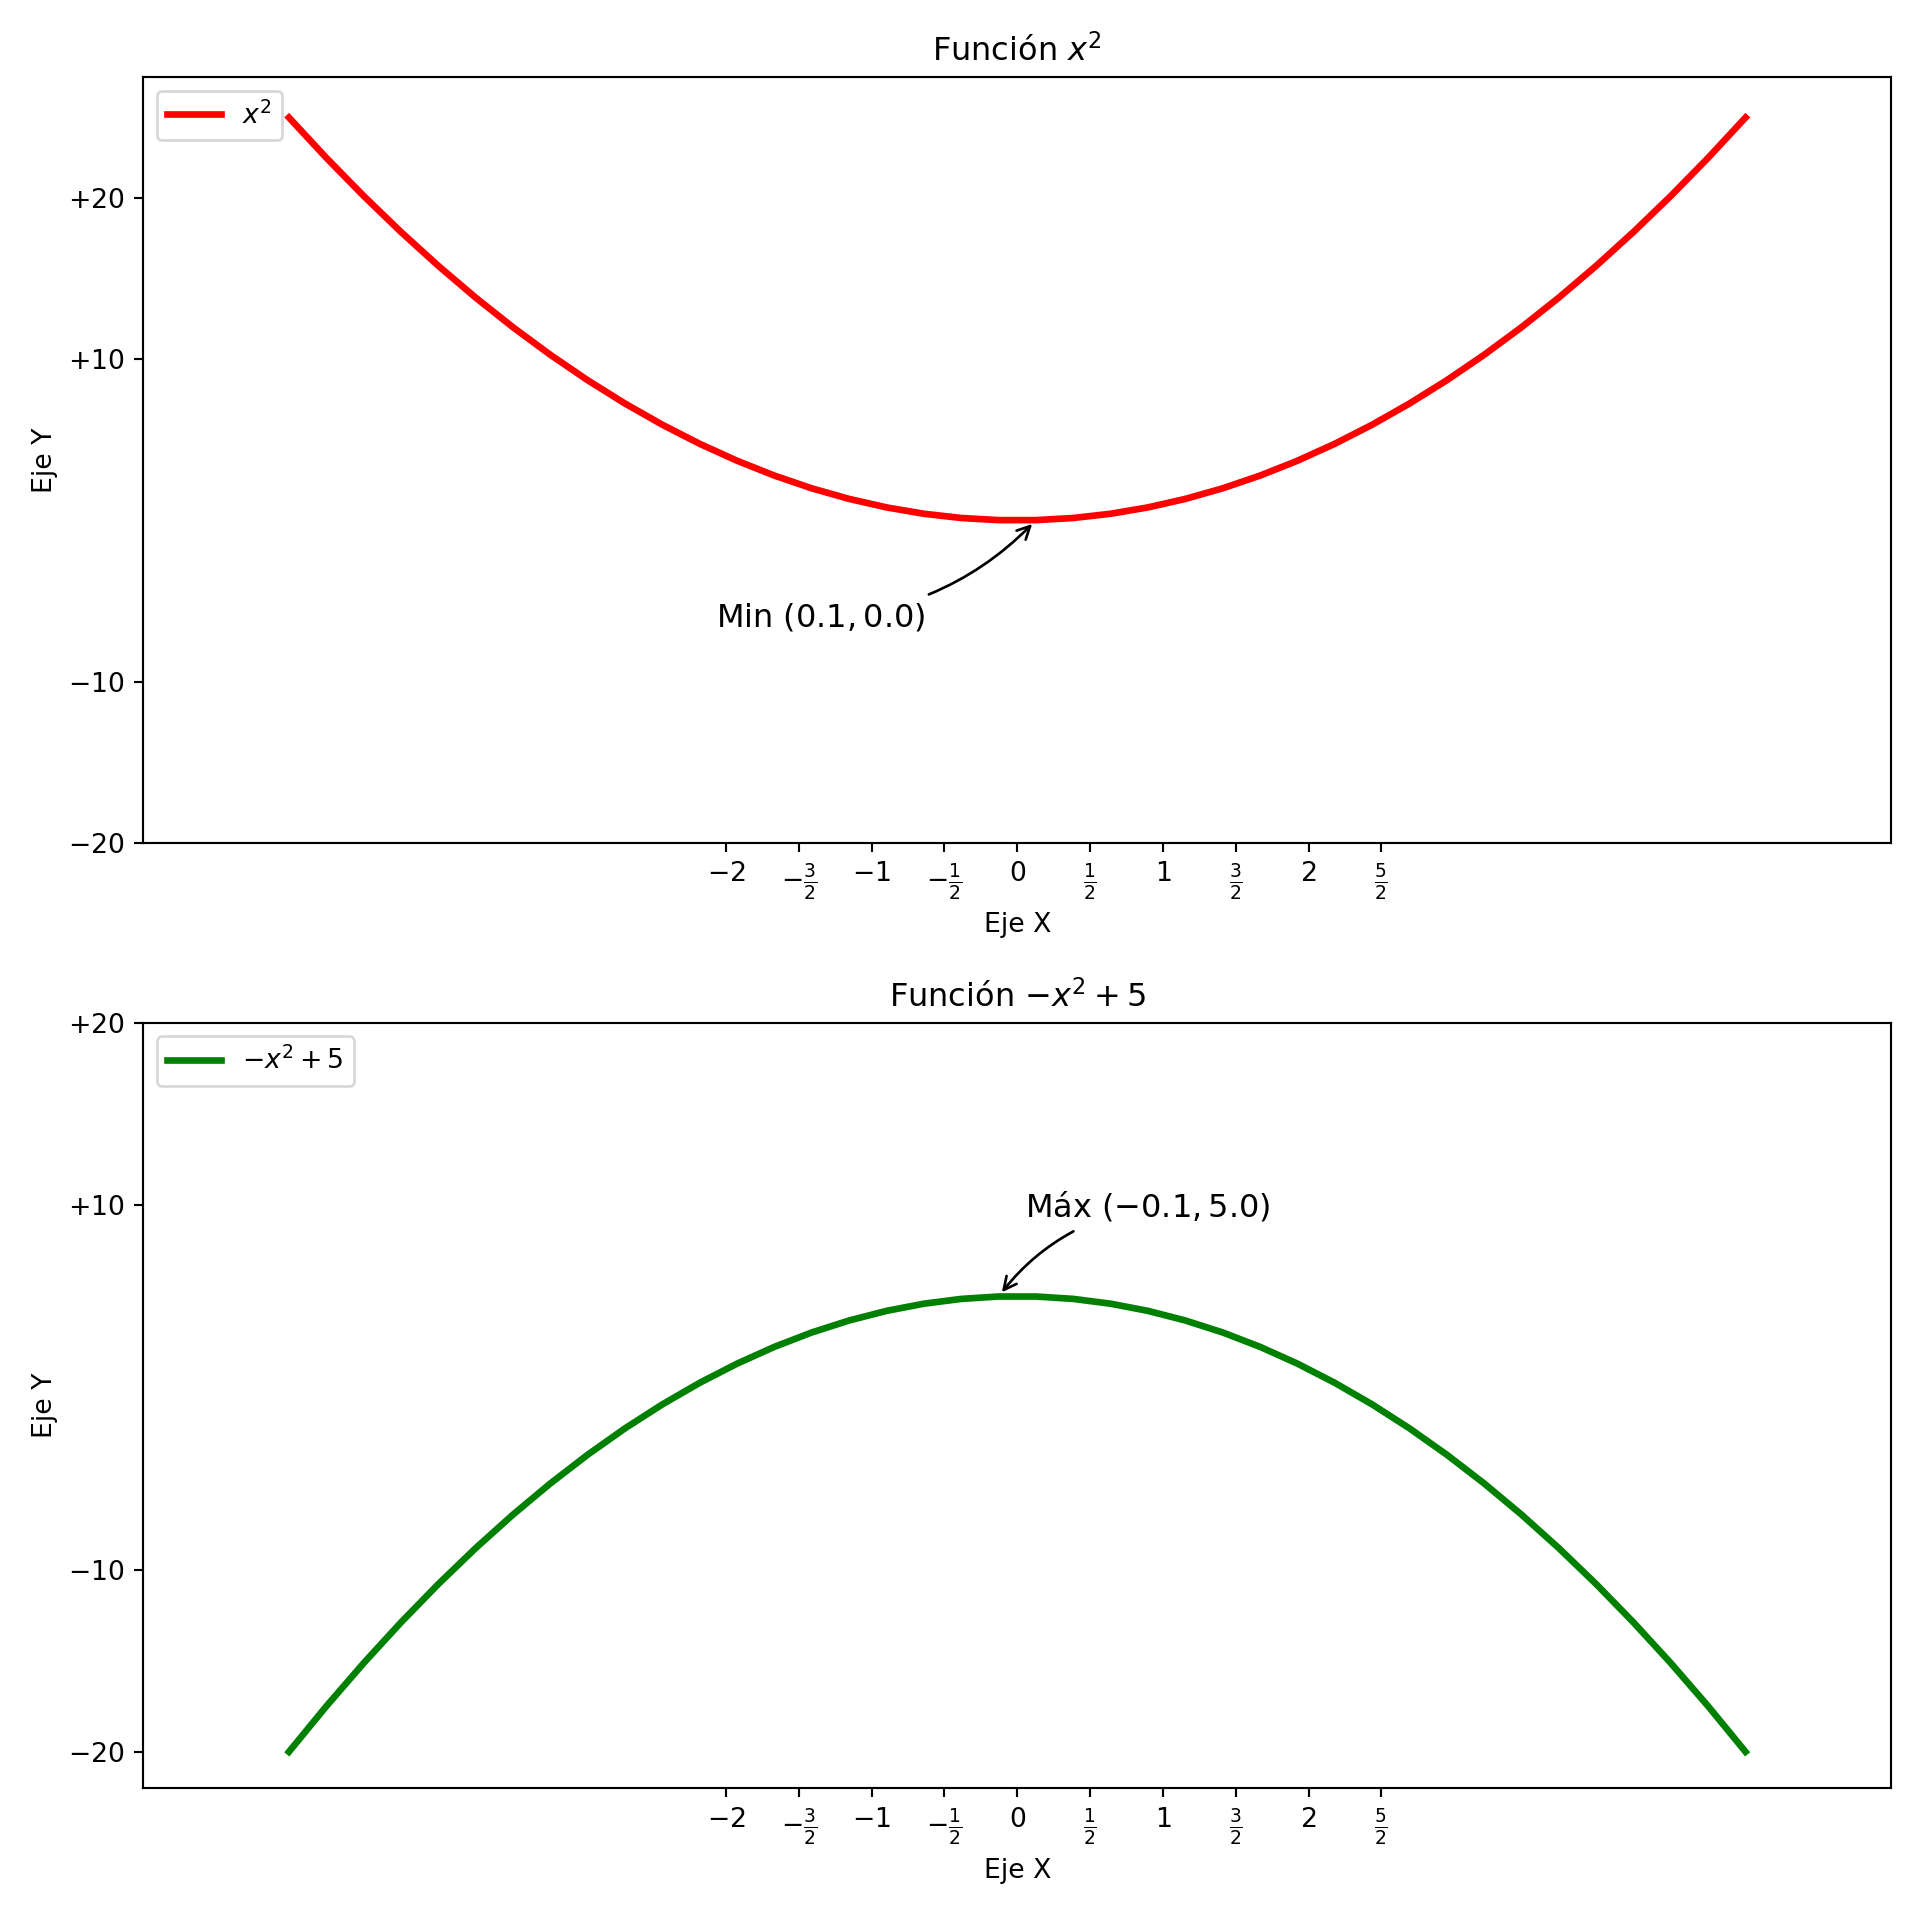 Función x²
x²
+20
+10
Eje Y
Min (0.1, 0.0)
−10
−20
−2 −3/2 −1 −1/2 0 1/2 1 3/2 2 5/2
Eje X
Función −x² + 5
+20
−x² + 5
+10
Máx (−0.1, 5.0)
Eje Y
−10
−20
−2 −3/2 −1 −1/2 0 1/2 1 3/2 2 5/2
Eje X